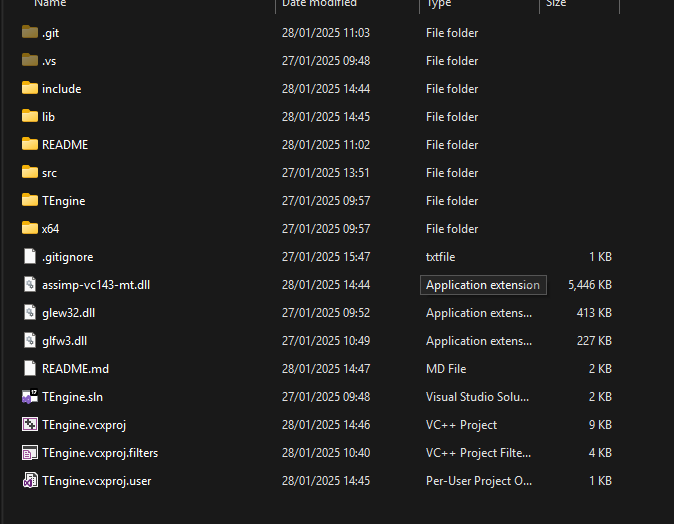 Name Date modified Type Size
.git 28/01/2025 11:03 File folder
.vs 27/01/2025 09:48 File folder
include 28/01/2025 14:44 File folder
lib 28/01/2025 14:45 File folder
README 28/01/2025 11:02 File folder
src 27/01/2025 13:51 File folder
TEngine 27/01/2025 09:57 File folder
x64 27/01/2025 09:57 File folder
.gitignore 27/01/2025 15:47 txtfile 1 KB
assimp-vc143-mt.dll 28/01/2025 14:44 Application extension 5,446 KB
glew32.dll 27/01/2025 09:52 Application extens... 413 KB
glfw3.dll 27/01/2025 10:49 Application extens... 227 KB
README.md 28/01/2025 14:47 MD File 2 KB
TEngine.sln 27/01/2025 09:48 Visual Studio Solu... 2 KB
TEngine.vcxproj 28/01/2025 14:46 VC++ Project 9 KB
TEngine.vcxproj.filters 28/01/2025 10:40 VC++ Project Filte... 4 KB
TEngine.vcxproj.user 28/01/2025 14:45 Per-User Project O... 1 KB